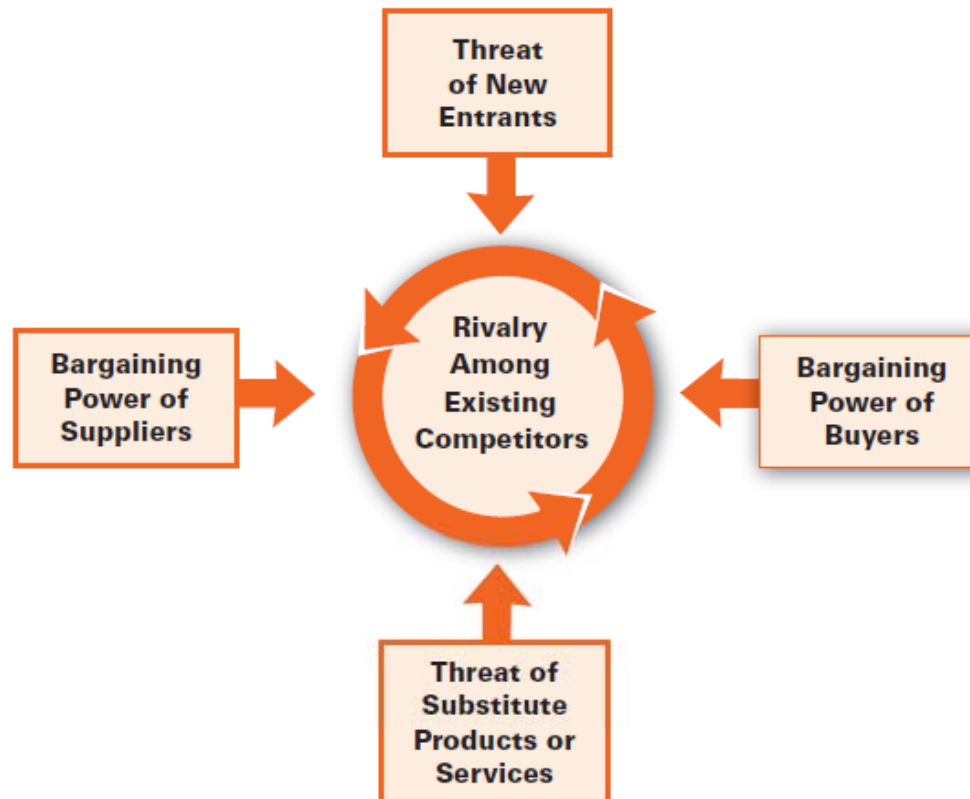 Threat
of New
Entrants
Rivalry
Among
Existing
Competitors
Bargaining
Power of
Suppliers
Bargaining
Power of
Buyers
Threat of
Substitute
Products or
Services